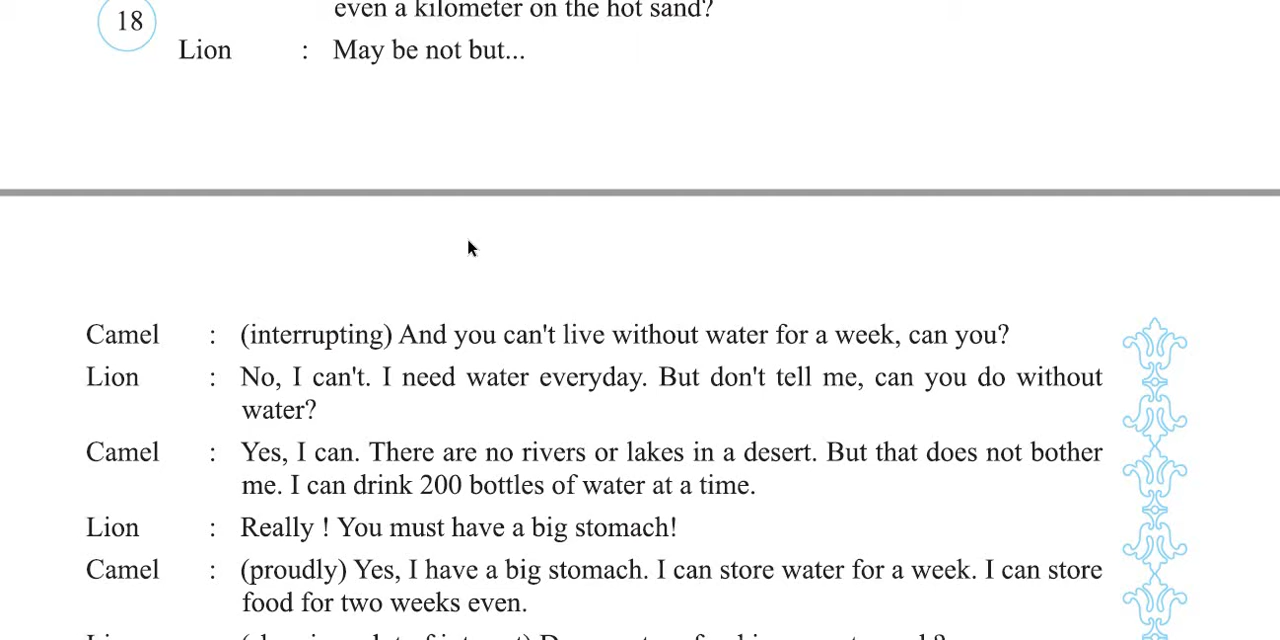 even a kilometer on the hot sand?
18
Lion : May be not but...
Camel : (interrupting) And you can't live without water for a week, can you?
Lion : No, I can't. I need water everyday. But don't tell me, can you do without
water?
Camel : Yes, I can. There are no rivers or lakes in a desert. But that does not bother
me. I can drink 200 bottles of water at a time.
Lion : Really ! You must have a big stomach!
Camel : (proudly) Yes, I have a big stomach. I can store water for a week. I can store
food for two weeks even.